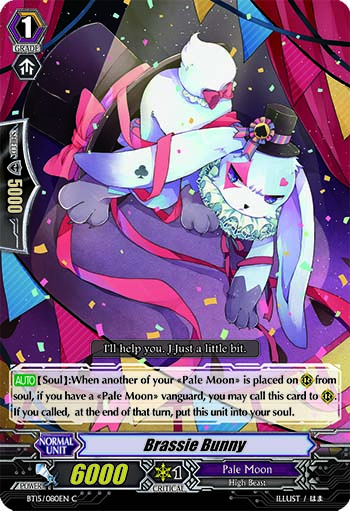 1
GRADE
SHIELD
5000
I'll help you. J-Just a little bit.
AUTO [Soul]:When another of your «Pale Moon» is placed on R from
soul, if you have a «Pale Moon» vanguard, you may call this card to R.
If you called, at the end of that turn, put this unit into your soul.
NORMAL
UNIT
Brassie Bunny
POWER
6000
1
CRITICAL
Pale Moon
High Beast
BT15/080EN C
ILLUST / はま